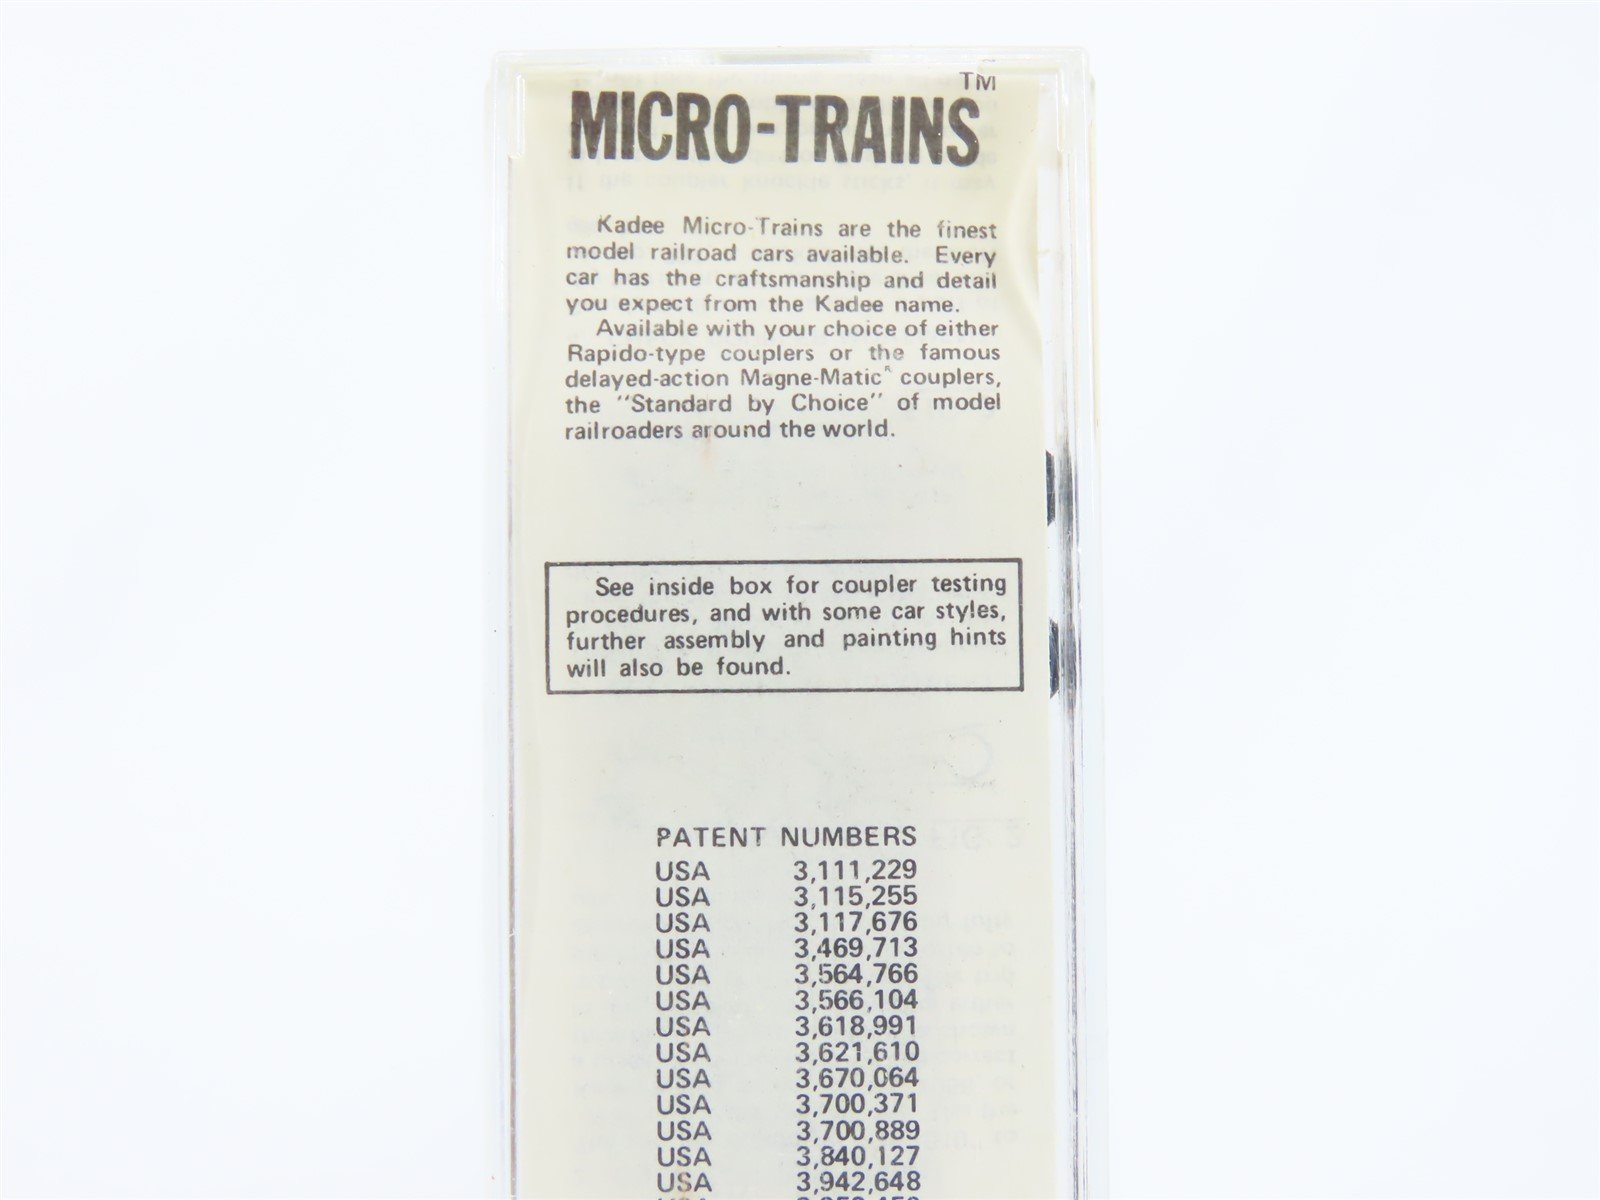 MICRO-TRAINS™
Kadee Micro-Trains are the finest
model railroad cars available. Every
car has the craftsmanship and detail
you expect from the Kadee name.
Available with your choice of either
Rapido-type couplers or the famous
delayed-action Magne-Matic® couplers,
the "Standard by Choice" of model
railroaders around the world.
See inside box for coupler testing
procedures, and with some car styles,
further assembly and painting hints
will also be found.
PATENT NUMBERS
USA 3,111,229
USA 3,115,255
USA 3,117,676
USA 3,469,713
USA 3,564,766
USA 3,566,104
USA 3,618,991
USA 3,621,610
USA 3,670,064
USA 3,700,371
USA 3,700,889
USA 3,840,127
USA 3,942,648